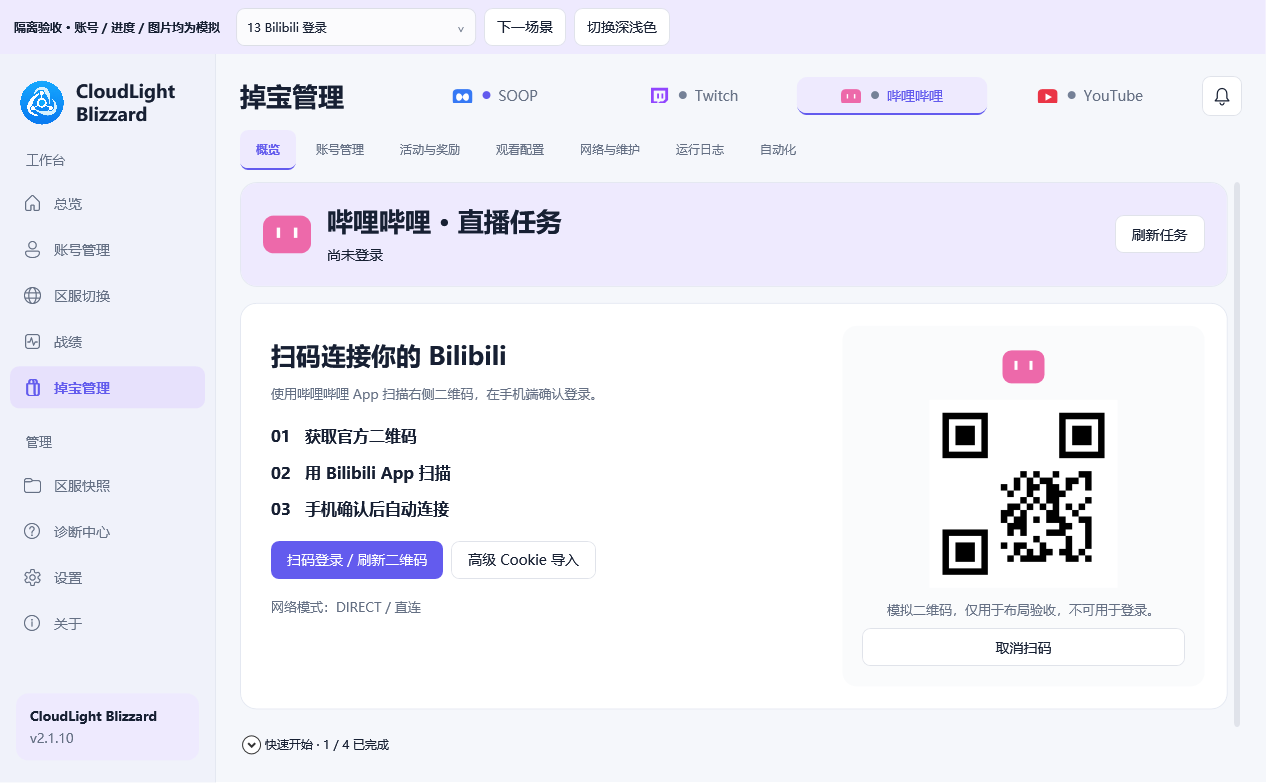 隔离验收・账号 / 进度 / 图片均为模拟
13 Bilibili 登录
下一场景
切换深浅色
CloudLight
Blizzard
工作台
总览
账号管理
区服切换
战绩
掉宝管理
管理
区服快照
诊断中心
设置
关于
CloudLight Blizzard
v2.1.10
掉宝管理
SOOP
Twitch
哔哩哔哩
YouTube
概览
账号管理
活动与奖励
观看配置
网络与维护
运行日志
自动化
哔哩哔哩・直播任务
尚未登录
刷新任务
扫码连接你的 Bilibili
使用哔哩哔哩 App 扫描右侧二维码，在手机端确认登录。
01 获取官方二维码
02 用 Bilibili App 扫描
03 手机确认后自动连接
扫码登录 / 刷新二维码
高级 Cookie 导入
网络模式：DIRECT / 直连
模拟二维码，仅用于布局验收，不可用于登录。
取消扫码
快速开始 · 1 / 4 已完成